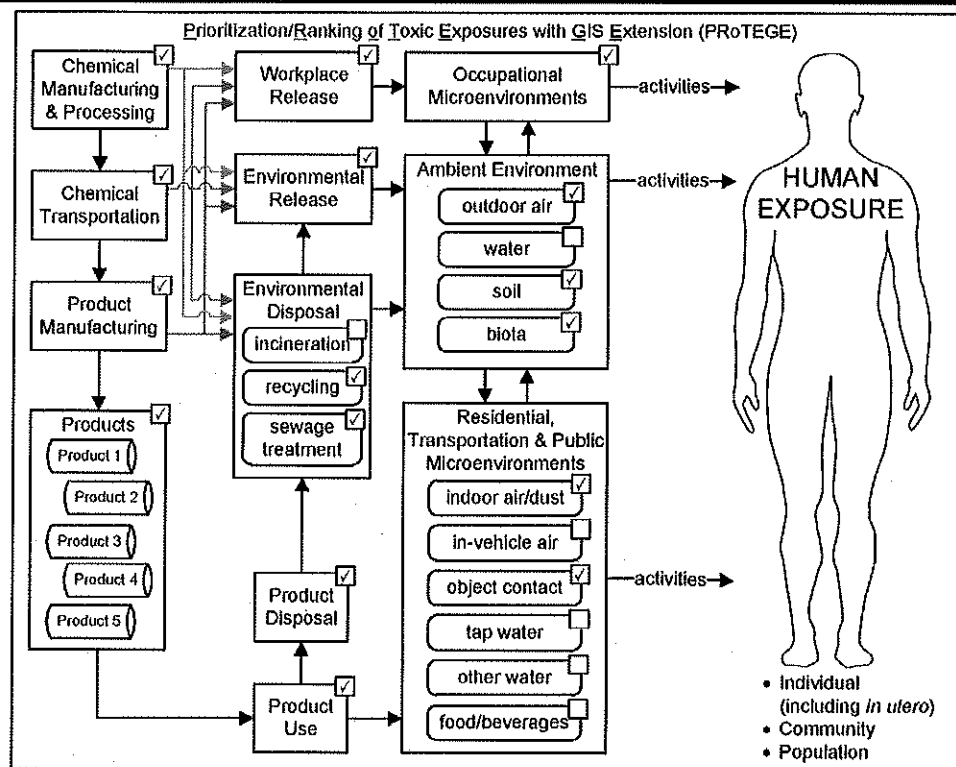 Prioritization/Ranking of Toxic Exposures with GIS Extension (PRoTEGE)
Chemical
Manufacturing
& Processing
Workplace
Release
Occupational
Microenvironments
activities
Chemical
Transportation
Environmental
Release
Ambient Environment
outdoor air
water
soil
biota
activities
HUMAN
EXPOSURE
Product
Manufacturing
Environmental
Disposal
incineration
recycling
sewage
treatment
Products
Product 1
Product 2
Product 3
Product 4
Product 5
Residential,
Transportation & Public
Microenvironments
indoor air/dust
in-vehicle air
object contact
tap water
other water
food/beverages
activities
Product
Disposal
Product
Use
• Individual
(including in utero)
• Community
• Population